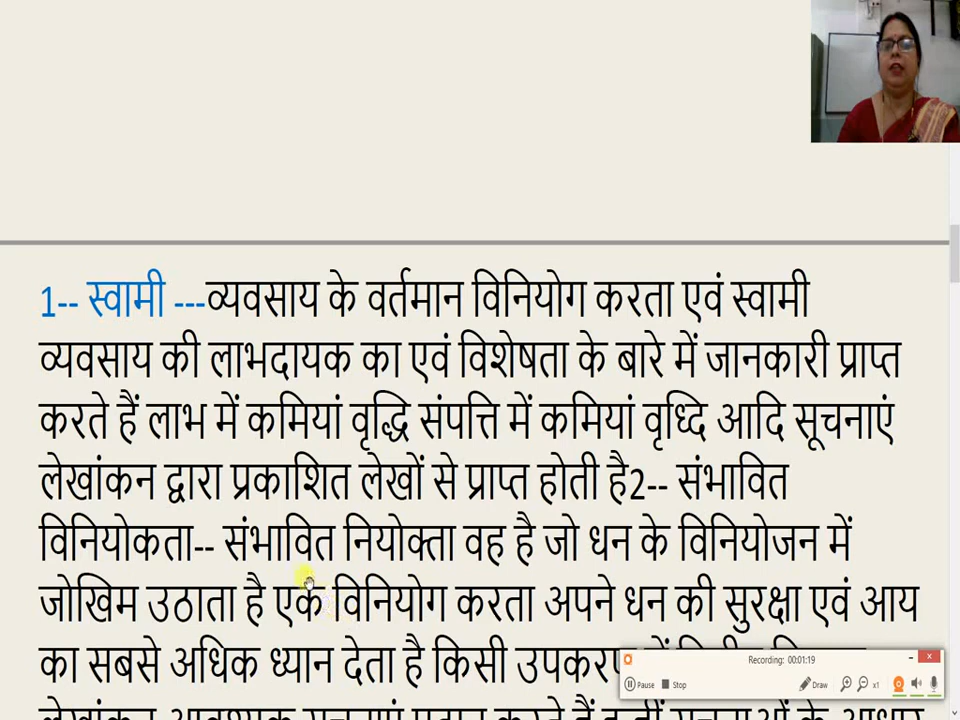 1-- स्वामी ---व्यवसाय के वर्तमान विनियोग करता एवं स्वामी
व्यवसाय की लाभदायक का एवं विशेषता के बारे में जानकारी प्राप्त
करते हैं लाभ में कमियां वृद्धि संपत्ति में कमियां वृध्दि आदि सूचनाएं
लेखांकन द्वारा प्रकाशित लेखों से प्राप्त होती है2-- संभावित
विनियोकता-- संभावित नियोक्ता वह है जो धन के विनियोजन में
जोखिम उठाता है एक विनियोग करता अपने धन की सुरक्षा एवं आय
का सबसे अधिक ध्यान देता है किसी
Recording: 00:01:19
Pause Stop Draw x1